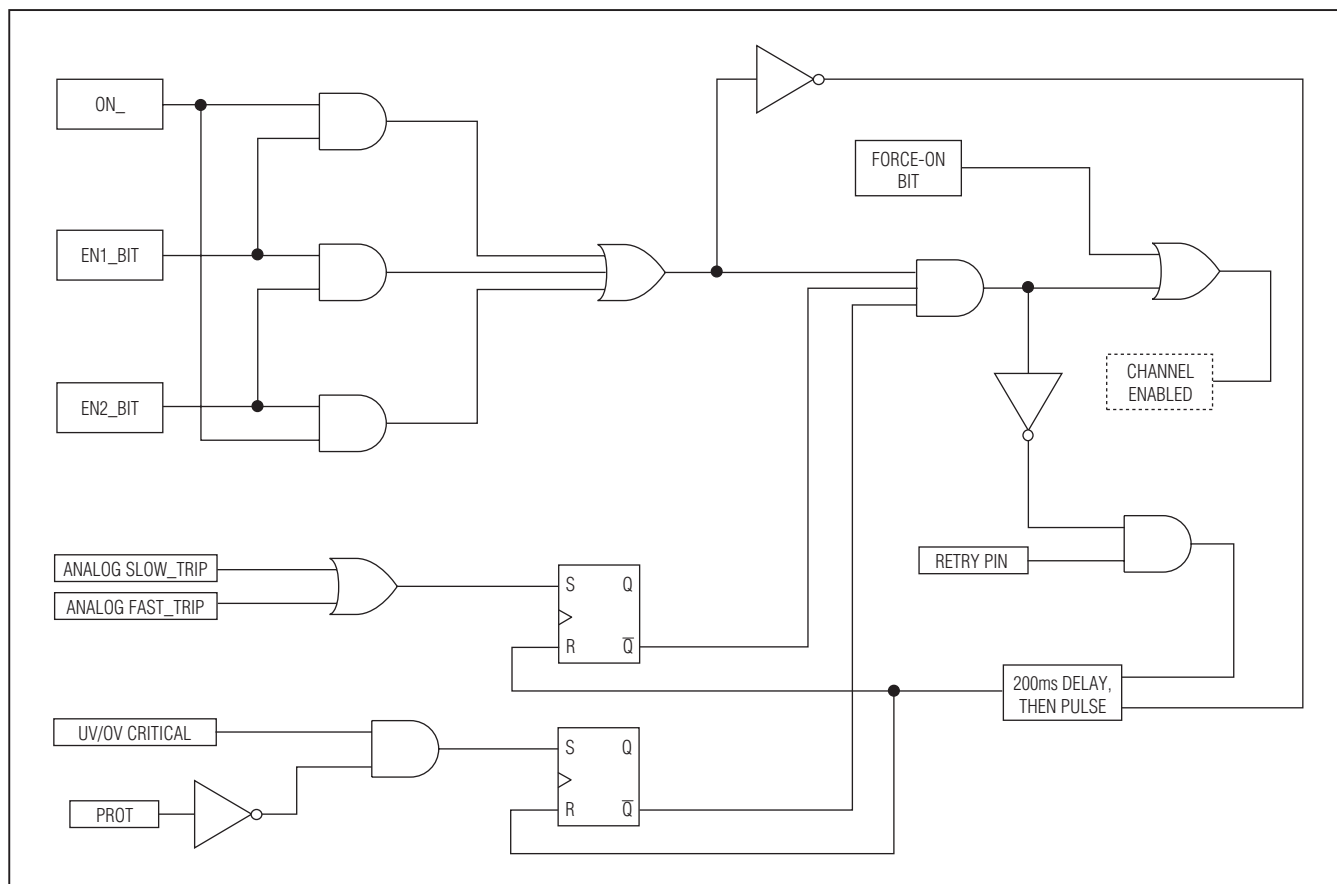 ON_
FORCE-ON
BIT
EN1_BIT
CHANNEL
ENABLED
EN2_BIT
ANALOG SLOW_TRIP
ANALOG FAST_TRIP
S Q
R Q̅
RETRY PIN
200ms DELAY,
THEN PULSE
UV/OV CRITICAL
S Q
R Q̅
PROT